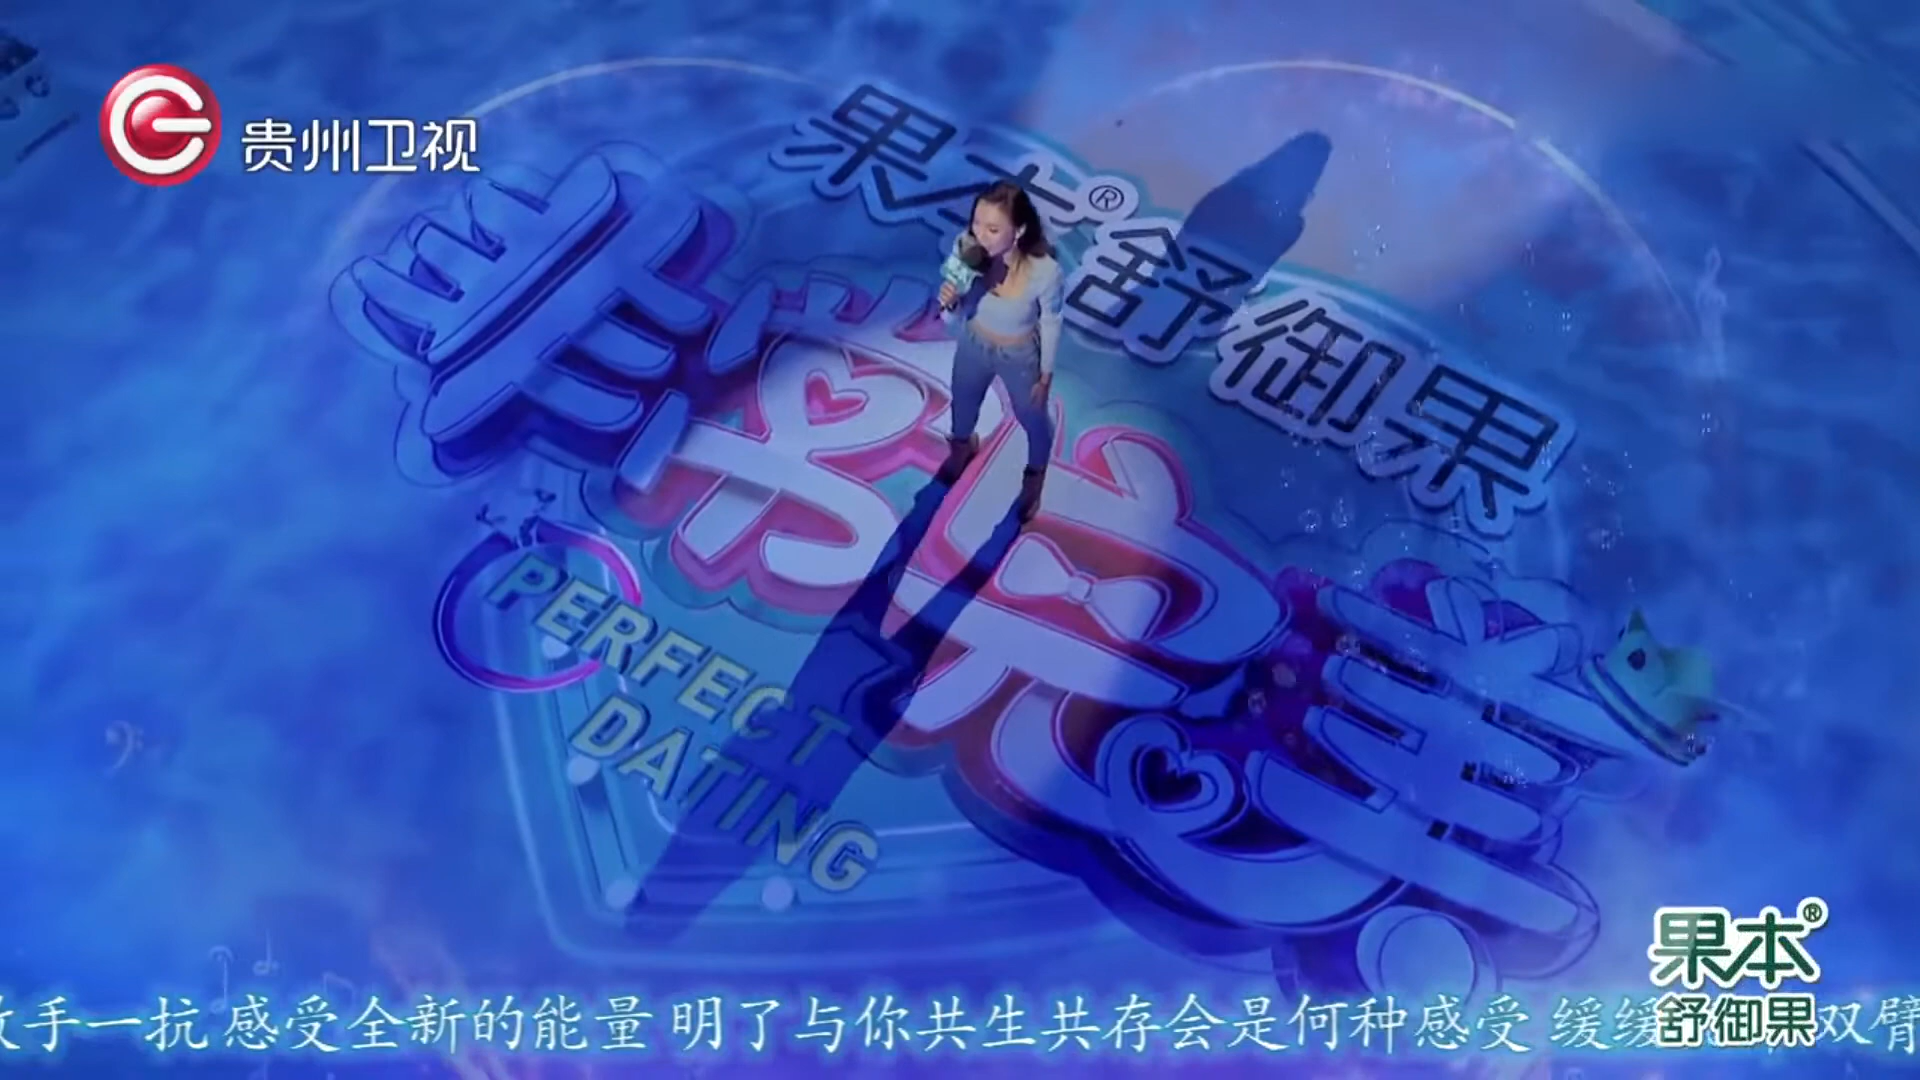 贵州卫视
果本®
舒御果
非常完美
PERFECT
DATING
果本®
舒御果
手一抗 感受全新的能量 明了与你共生共存会是何种感受 缓缓 双臂